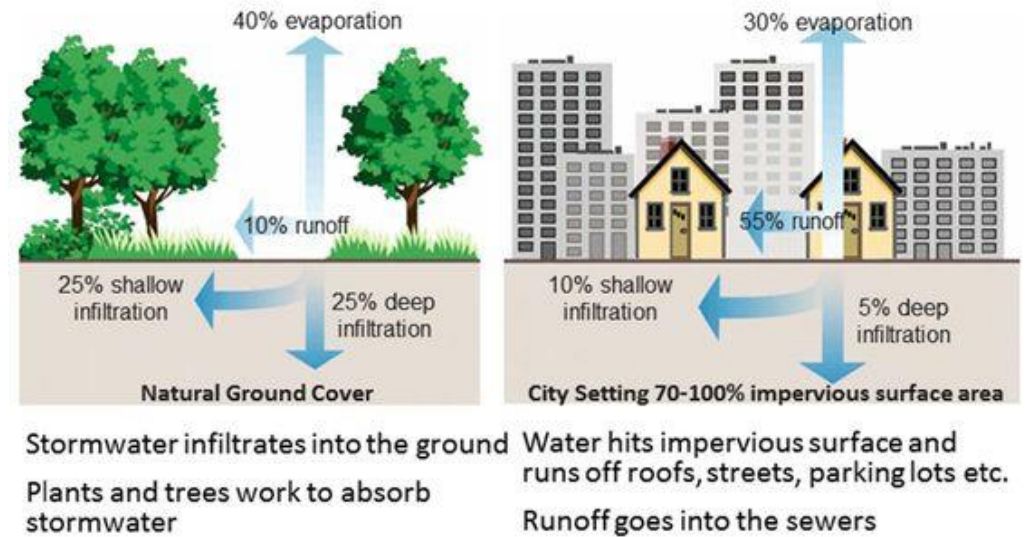 40% evaporation
10% runoff
25% shallow
infiltration
25% deep
infiltration
Natural Ground Cover
Stormwater infiltrates into the ground
Plants and trees work to absorb
stormwater
30% evaporation
55% runoff
10% shallow
infiltration
5% deep
infiltration
City Setting 70-100% impervious surface area
Water hits impervious surface and
runs off roofs, streets, parking lots etc.
Runoff goes into the sewers